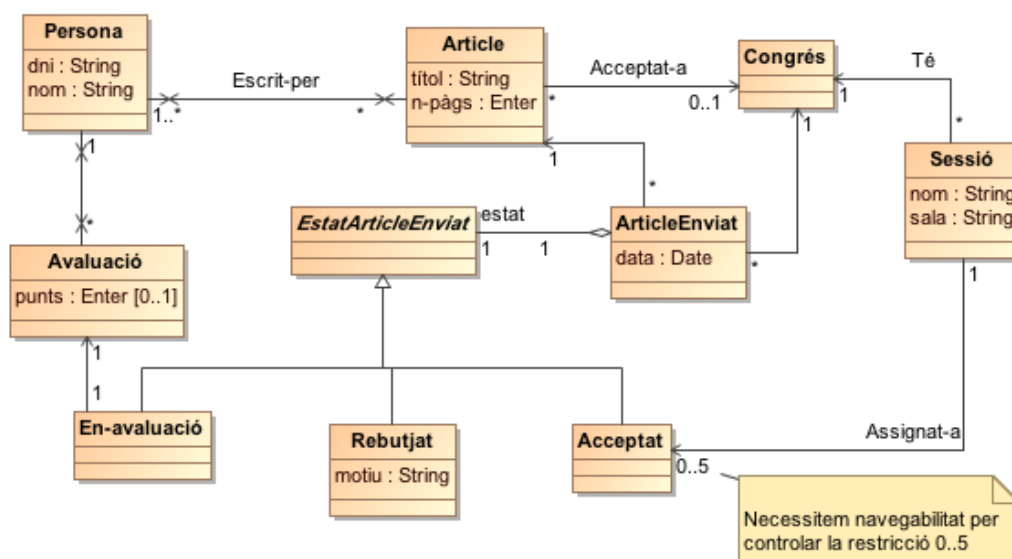 Persona
dni : String
nom : String
Escrit-per
1..*
*
Article
títol : String
n-pàgs : Enter
Acceptat-a
*
0..1
Congrés
Té
1
*
1
Sessió
nom : String
sala : String
1
1
*
1
*
EstatArticleEnviat
estat
1
1
ArticleEnviat
data : Date
*
Avaluació
punts : Enter [0..1]
1
1
En-avaluació
Rebutjat
motiu : String
Acceptat
Assignat-a
0..5
Necessitem navegabilitat per
controlar la restricció 0..5